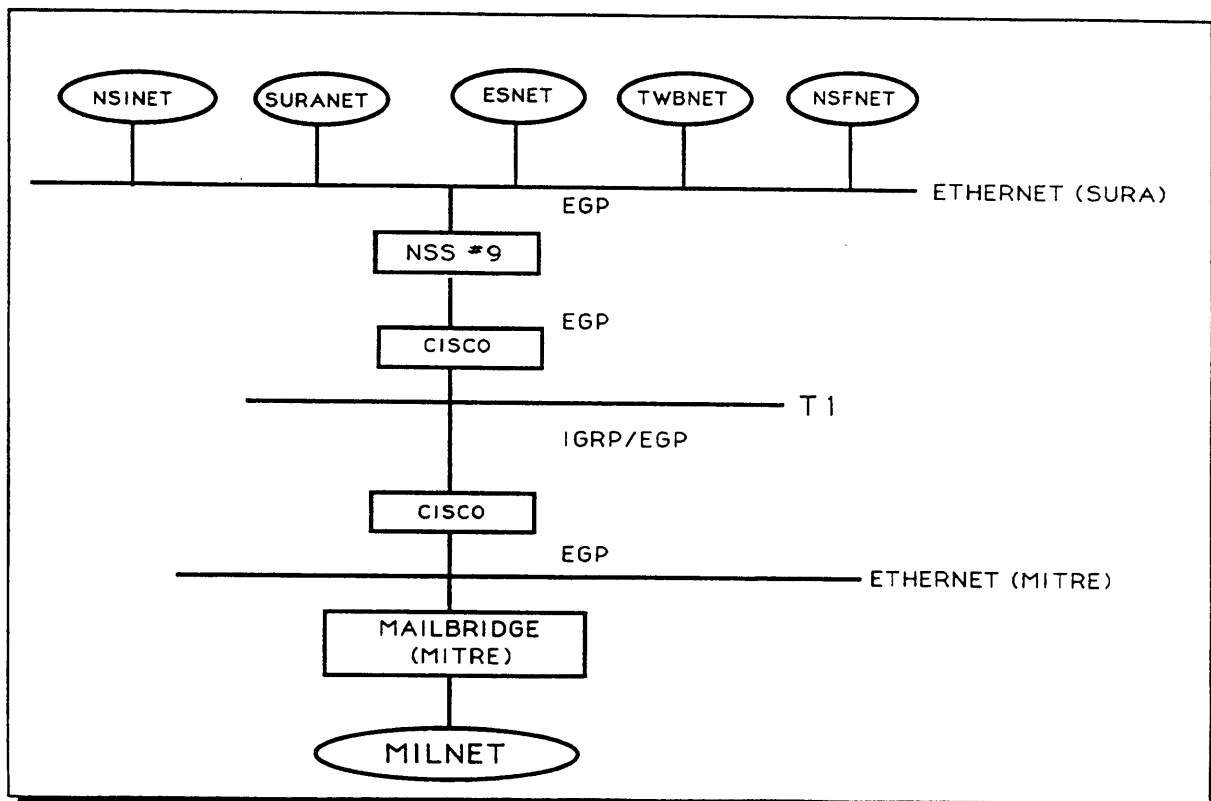 NSINET
SURANET
ESNET
TWBNET
NSFNET
ETHERNET (SURA)
EGP
NSS #9
EGP
CISCO
T1
IGRP/EGP
CISCO
EGP
ETHERNET (MITRE)
MAILBRIDGE
(MITRE)
MILNET